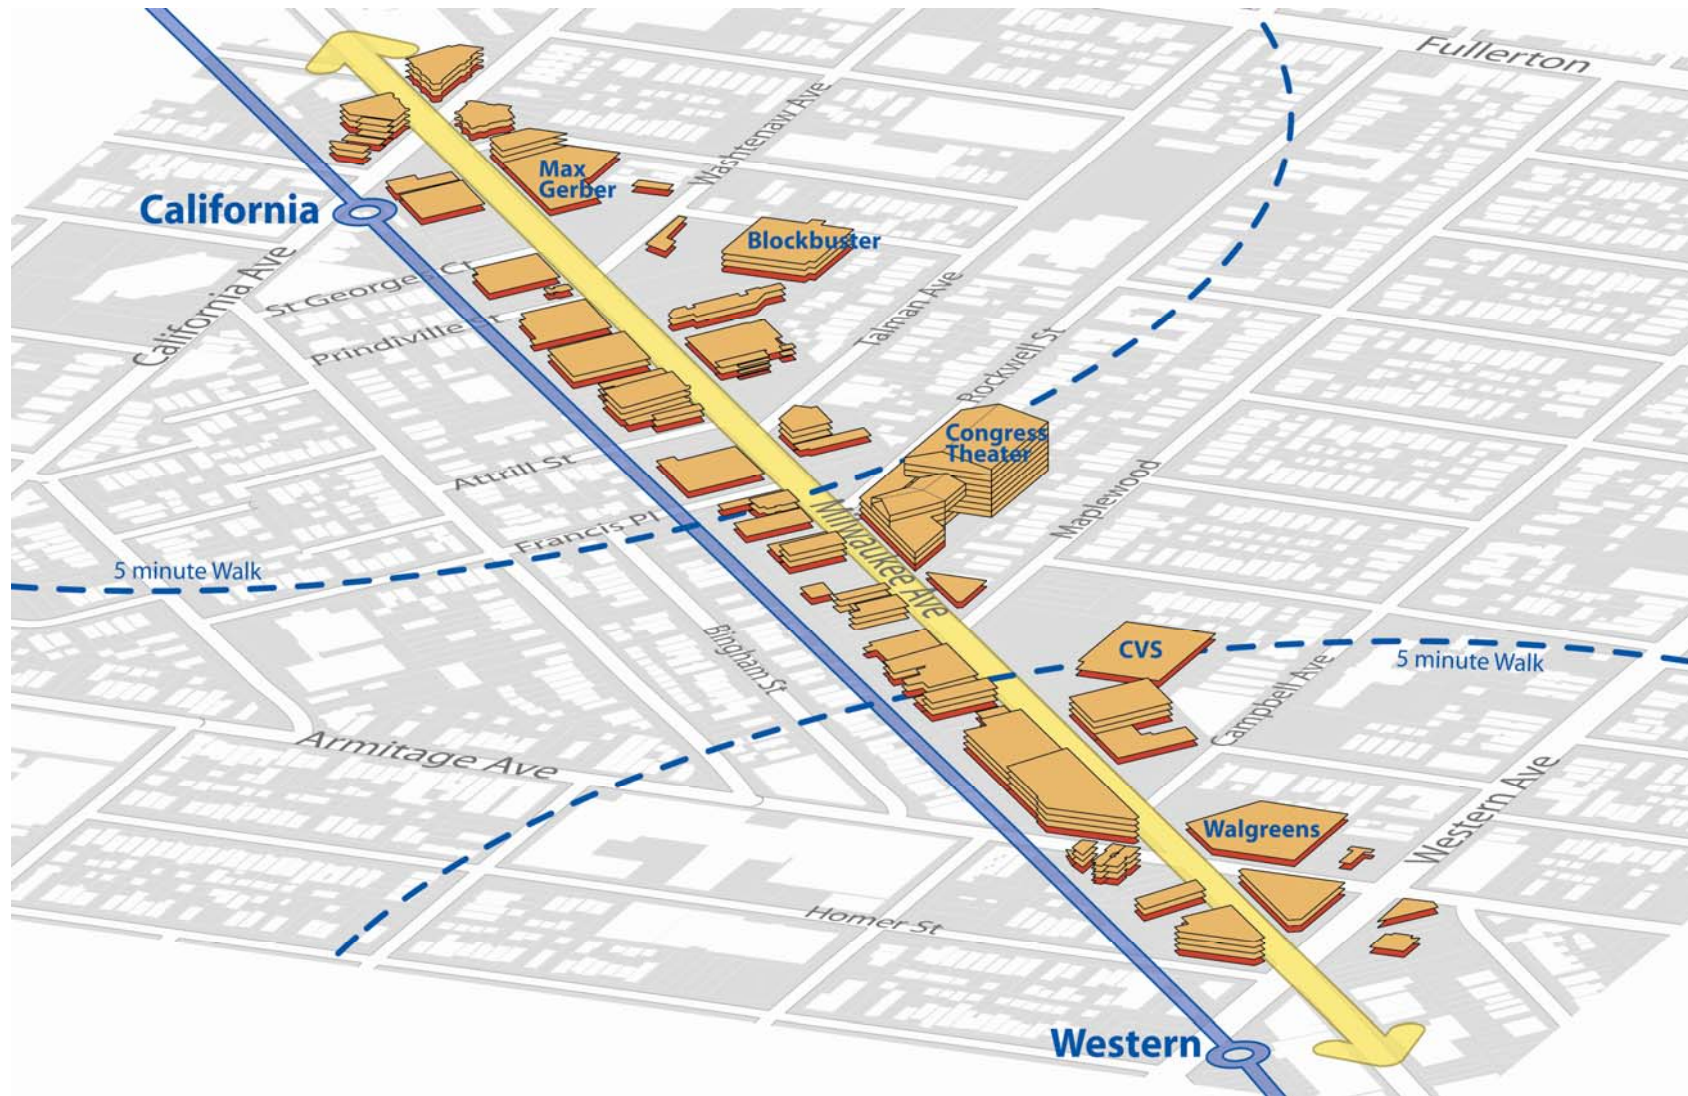 Fullerton
Washtenaw Ave
Max
Gerber
California
Blockbuster
California Ave
St Georges Ct
Talman Ave
Prindiville St
Rockwell St
Congress
Theater
Attrill St
Maplewood
Francis Pl
Milwaukee Ave
5 minute Walk
Bingham St
CVS
5 minute Walk
Campbell Ave
Armitage Ave
Western Ave
Walgreens
Homer St
Western